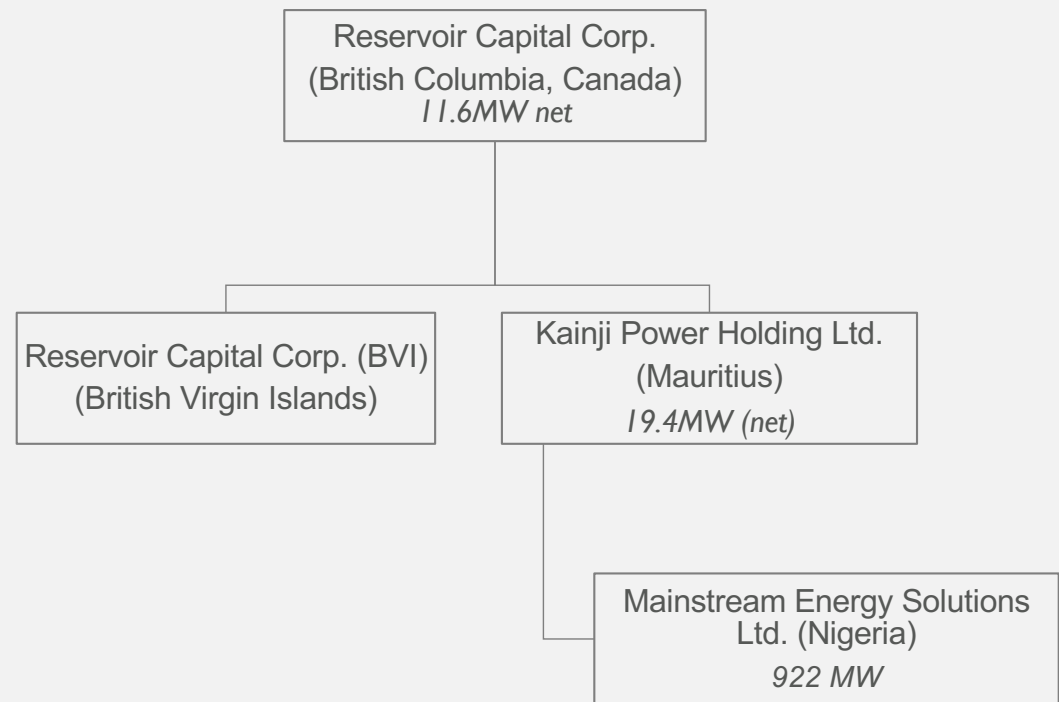 Reservoir Capital Corp.
(British Columbia, Canada)
11.6MW net
Reservoir Capital Corp. (BVI)
(British Virgin Islands)
Kainji Power Holding Ltd.
(Mauritius)
19.4MW (net)
Mainstream Energy Solutions
Ltd. (Nigeria)
922 MW